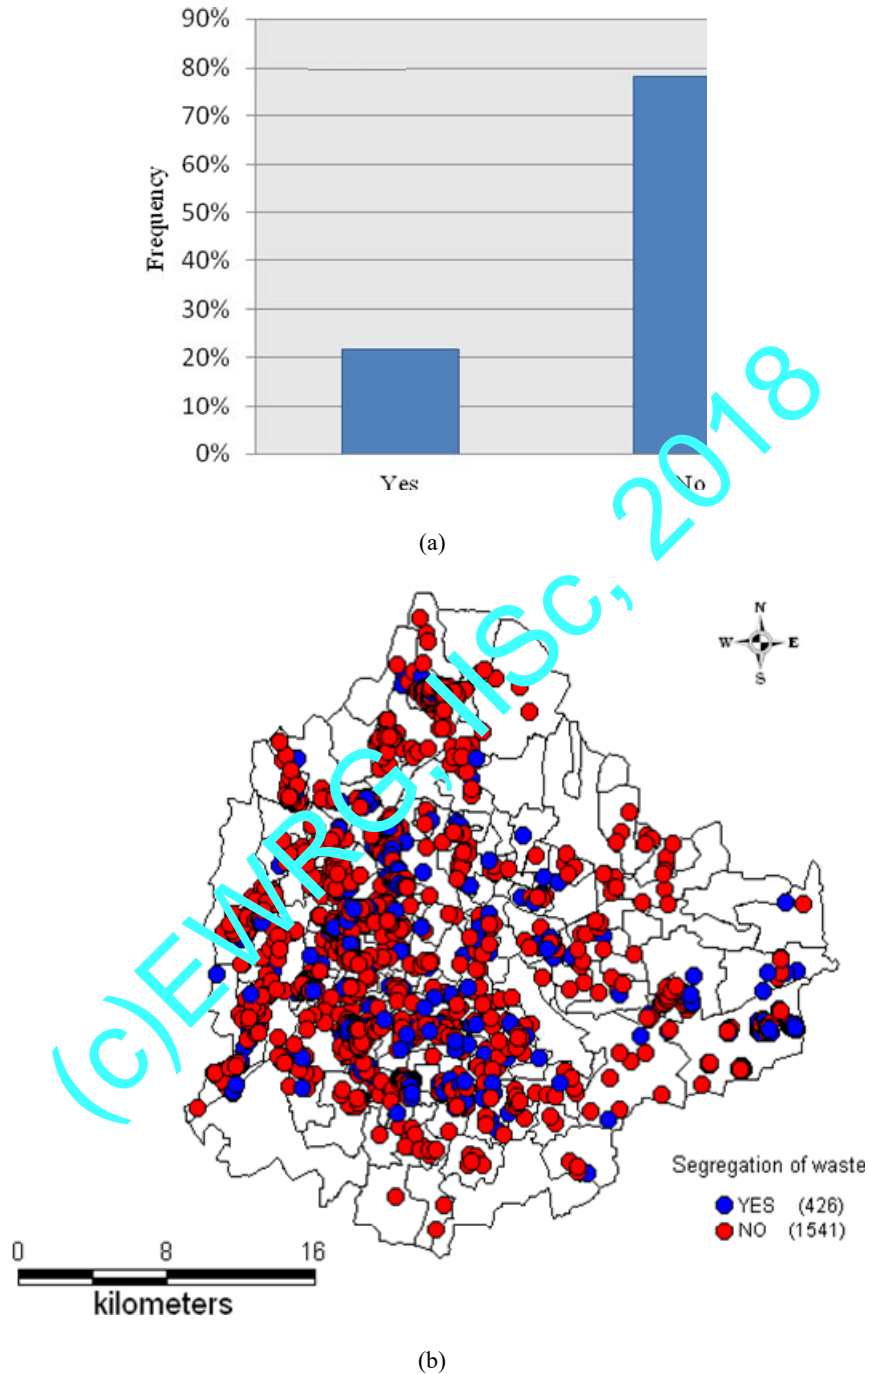 90%
80%
70%
60%
50%
40%
30%
20%
10%
0%
Frequency
Yes
No
(a)
(c)EWRG, IISc, 2018
N
W E
S
Segregation of waste
YES (426)
NO (1541)
0 8 16
kilometers
(b)